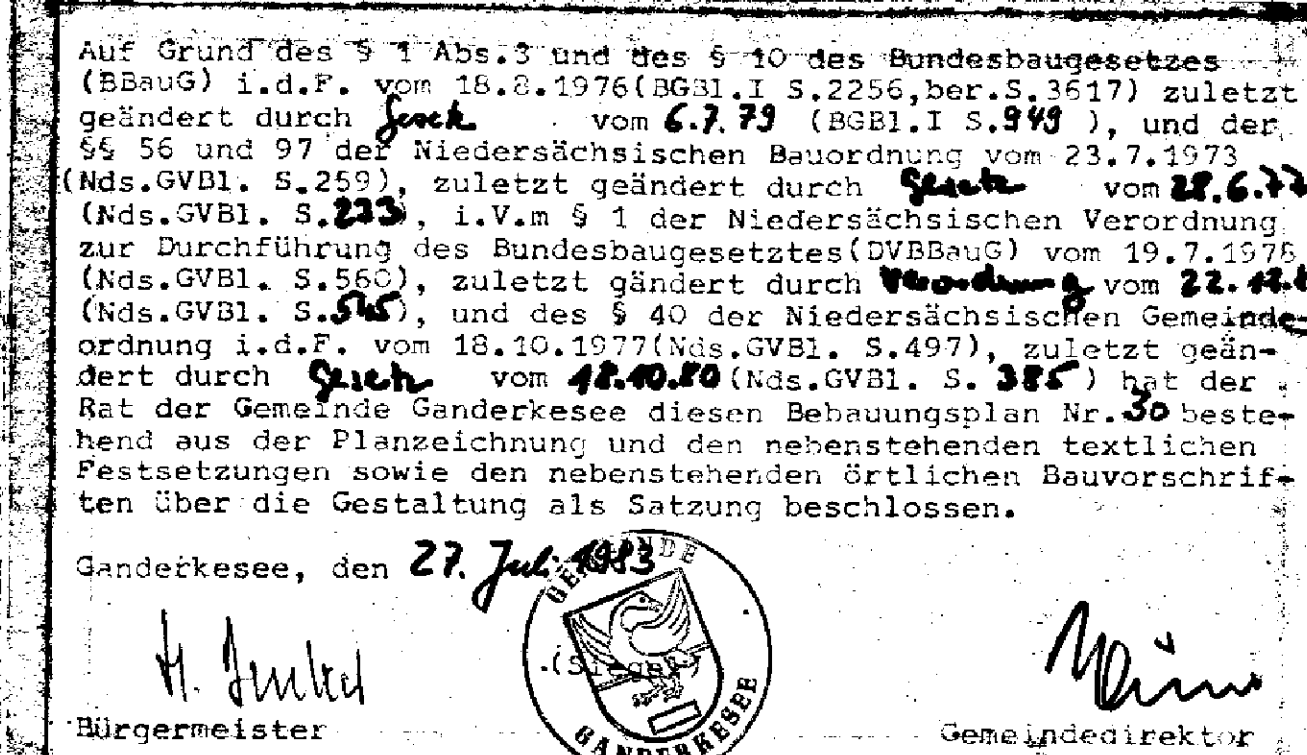 Auf Grund des § 1 Abs.3 und des § 10 des Bundesbaugesetzes
(BBauG) i.d.F. vom 18.8.1976(BGBl.I S.2256,ber.S.3617) zuletzt
geändert durch Gesetz vom 6.7.79 (BGBl.I S.949 ), und der
§§ 56 und 97 der Niedersächsischen Bauordnung vom 23.7.1973
(Nds.GVBl. S.259), zuletzt geändert durch Gesetz vom 28.6.77
(Nds.GVBl. S.233), i.V.m § 1 der Niedersächsischen Verordnung
zur Durchführung des Bundesbaugesetztes(DVBBauG) vom 19.7.1978
(Nds.GVBl. S.560), zuletzt gändert durch Verordnung vom 22.
(Nds.GVBl. S.545), und des § 40 der Niedersächsischen Gemeinde-
ordnung i.d.F. vom 18.10.1977(Nds.GVBl. S.497), zuletzt geän-
dert durch Gesetz vom 18.10.80(Nds.GVBl. S. 385 ) hat der
Rat der Gemeinde Ganderkesee diesen Bebauungsplan Nr.30 beste-
hend aus der Planzeichnung und den nebenstehenden textlichen
Festsetzungen sowie den nebenstehenden örtlichen Bauvorschrif-
ten über die Gestaltung als Satzung beschlossen.
Ganderkesee, den 27. Juli 1983
GEMEINDE
(Siegel)
GANDERKESEE
Bürgermeister Gemeindedirektor